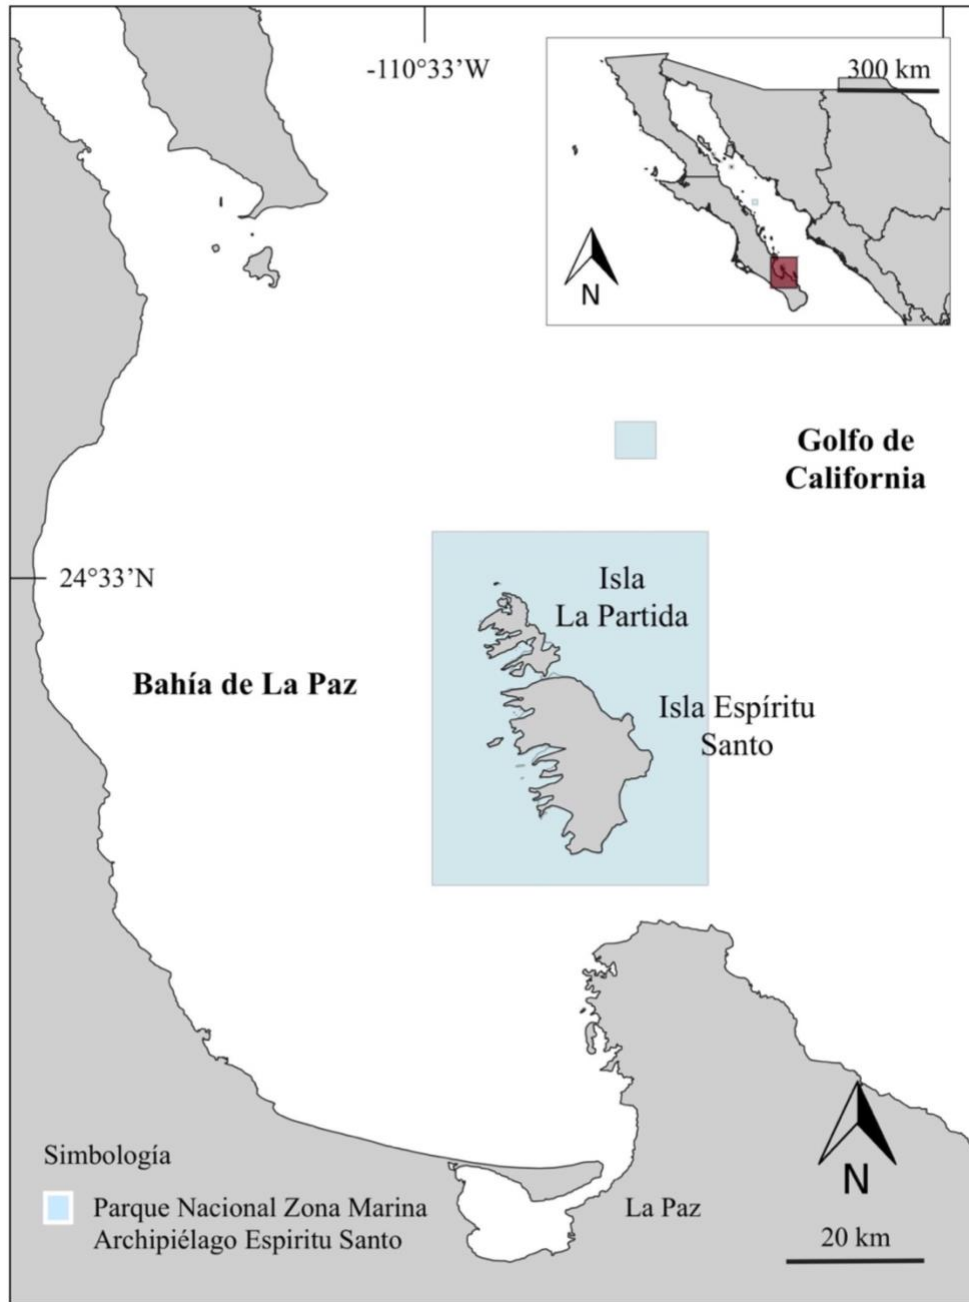 -110°33’W
300 km
N
Golfo de
California
24°33’N
Isla
La Partida
Bahía de La Paz
Isla Espíritu
Santo
Simbología
Parque Nacional Zona Marina
Archipiélago Espiritu Santo
La Paz
N
20 km